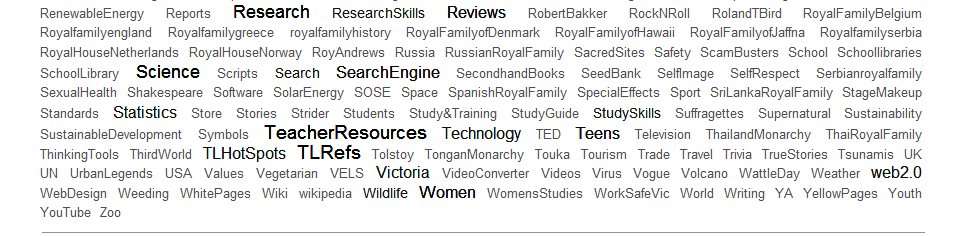 RenewableEnergy Reports Research ResearchSkills Reviews RobertBakker RockNRoll RolandTBird RoyalFamilyBelgium
Royalfamilyengland Royalfamilygreece royalfamilyhistory RoyalFamilyofDenmark RoyalFamilyofHawaii RoyalFamilyofJaffna Royalfamilyserbia
RoyalHouseNetherlands RoyalHouseNorway RoyAndrews Russia RussianRoyalFamily SacredSites Safety ScamBusters School Schoollibraries
SchoolLibrary Science Scripts Search SearchEngine SecondhandBooks SeedBank SelfImage SelfRespect Serbianroyalfamily
SexualHealth Shakespeare Software SolarEnergy SOSE Space SpanishRoyalFamily SpecialEffects Sport SriLankaRoyalFamily StageMakeup
Standards Statistics Store Stories Strider Students Study&Training StudyGuide StudySkills Suffragettes Supernatural Sustainability
SustainableDevelopment Symbols TeacherResources Technology TED Teens Television ThailandMonarchy ThaiRoyalFamily
ThinkingTools ThirdWorld TLHotSpots TLRefs Tolstoy TonganMonarchy Touka Tourism Trade Travel Trivia TrueStories Tsunamis UK
UN UrbanLegends USA Values Vegetarian VELS Victoria VideoConverter Videos Virus Vogue Volcano WattleDay Weather web2.0
WebDesign Weeding WhitePages Wiki wikipedia Wildlife Women WomensStudies WorkSafeVic World Writing YA YellowPages Youth
YouTube Zoo